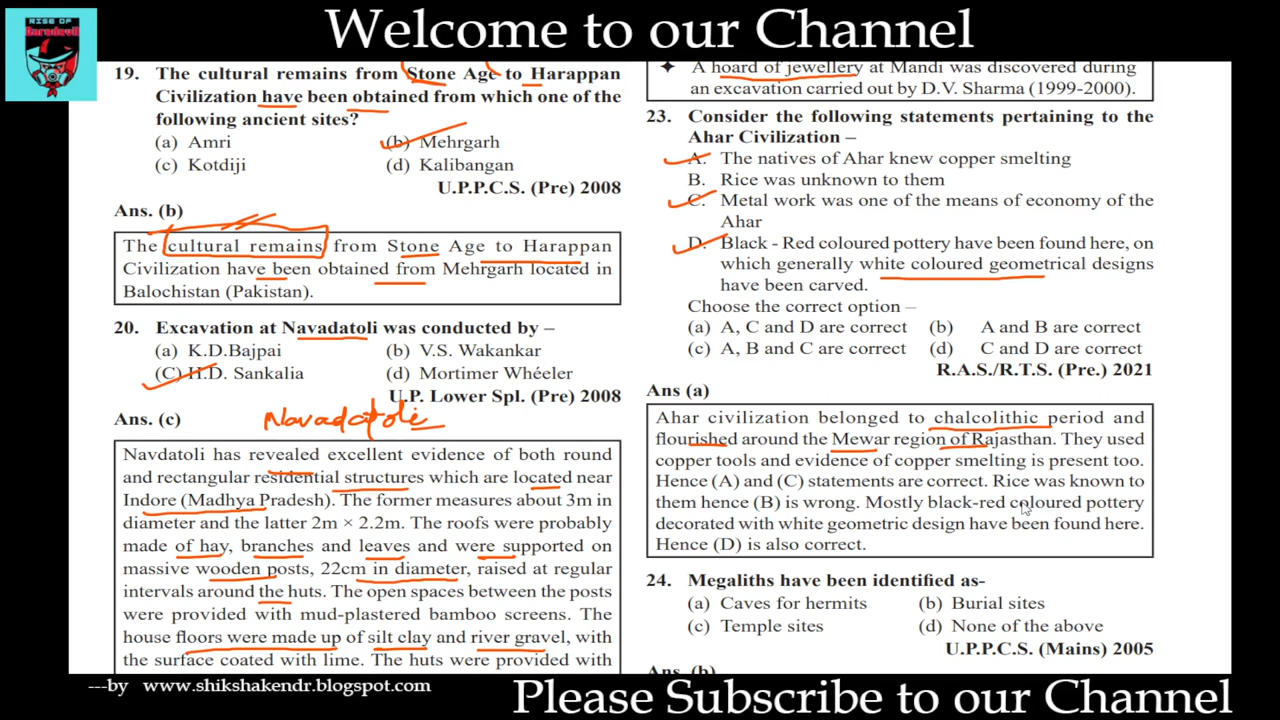 RISE OF
Daredevil
Welcome to our Channel
19. The cultural remains from Stone Age to Harappan
Civilization have been obtained from which one of the
following ancient sites?
(a) Amri (b) Mehrgarh
(c) Kotdiji (d) Kalibangan
U.P.P.C.S. (Pre) 2008
Ans. (b)
The cultural remains from Stone Age to Harappan
Civilization have been obtained from Mehrgarh located in
Balochistan (Pakistan).
20. Excavation at Navadatoli was conducted by –
(a) K.D.Bajpai (b) V.S. Wakankar
(C) H.D. Sankalia (d) Mortimer Whéeler
U.P. Lower Spl. (Pre) 2008
Ans. (c) Navadatoli
Navdatoli has revealed excellent evidence of both round
and rectangular residential structures which are located near
Indore (Madhya Pradesh). The former measures about 3m in
diameter and the latter 2m × 2.2m. The roofs were probably
made of hay, branches and leaves and were supported on
massive wooden posts, 22cm in diameter, raised at regular
intervals around the huts. The open spaces between the posts
were provided with mud-plastered bamboo screens. The
house floors were made up of silt clay and river gravel, with
the surface coated with lime. The huts were provided with
✦ A hoard of jewellery at Mandi was discovered during
an excavation carried out by D.V. Sharma (1999-2000).
23. Consider the following statements pertaining to the
Ahar Civilization –
A. The natives of Ahar knew copper smelting
B. Rice was unknown to them
C. Metal work was one of the means of economy of the
Ahar
D. Black - Red coloured pottery have been found here, on
which generally white coloured geometrical designs
have been carved.
Choose the correct option –
(a) A, C and D are correct (b) A and B are correct
(c) A, B and C are correct (d) C and D are correct
R.A.S./R.T.S. (Pre.) 2021
Ans (a)
Ahar civilization belonged to chalcolithic period and
flourished around the Mewar region of Rajasthan. They used
copper tools and evidence of copper smelting is present too.
Hence (A) and (C) statements are correct. Rice was known to
them hence (B) is wrong. Mostly black-red coloured pottery
decorated with white geometric design have been found here.
Hence (D) is also correct.
24. Megaliths have been identified as-
(a) Caves for hermits (b) Burial sites
(c) Temple sites (d) None of the above
U.P.P.C.S. (Mains) 2005
Ans. (b)
---by www.shikshakendr.blogspot.com
Please Subscribe to our Channel